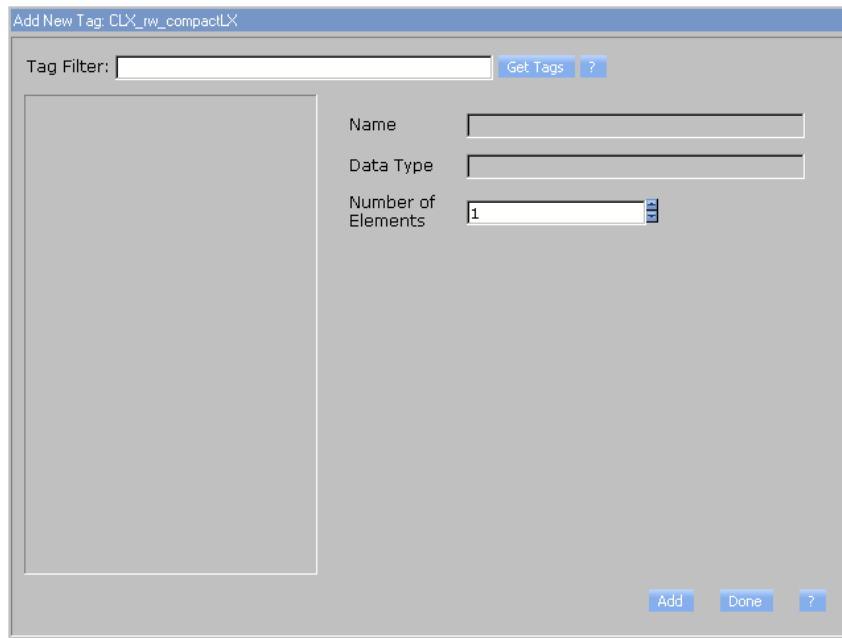 Add New Tag: CLX_rw_compactLX
Tag Filter: Get Tags ?
Name
Data Type
Number of
Elements
1
Add Done ?